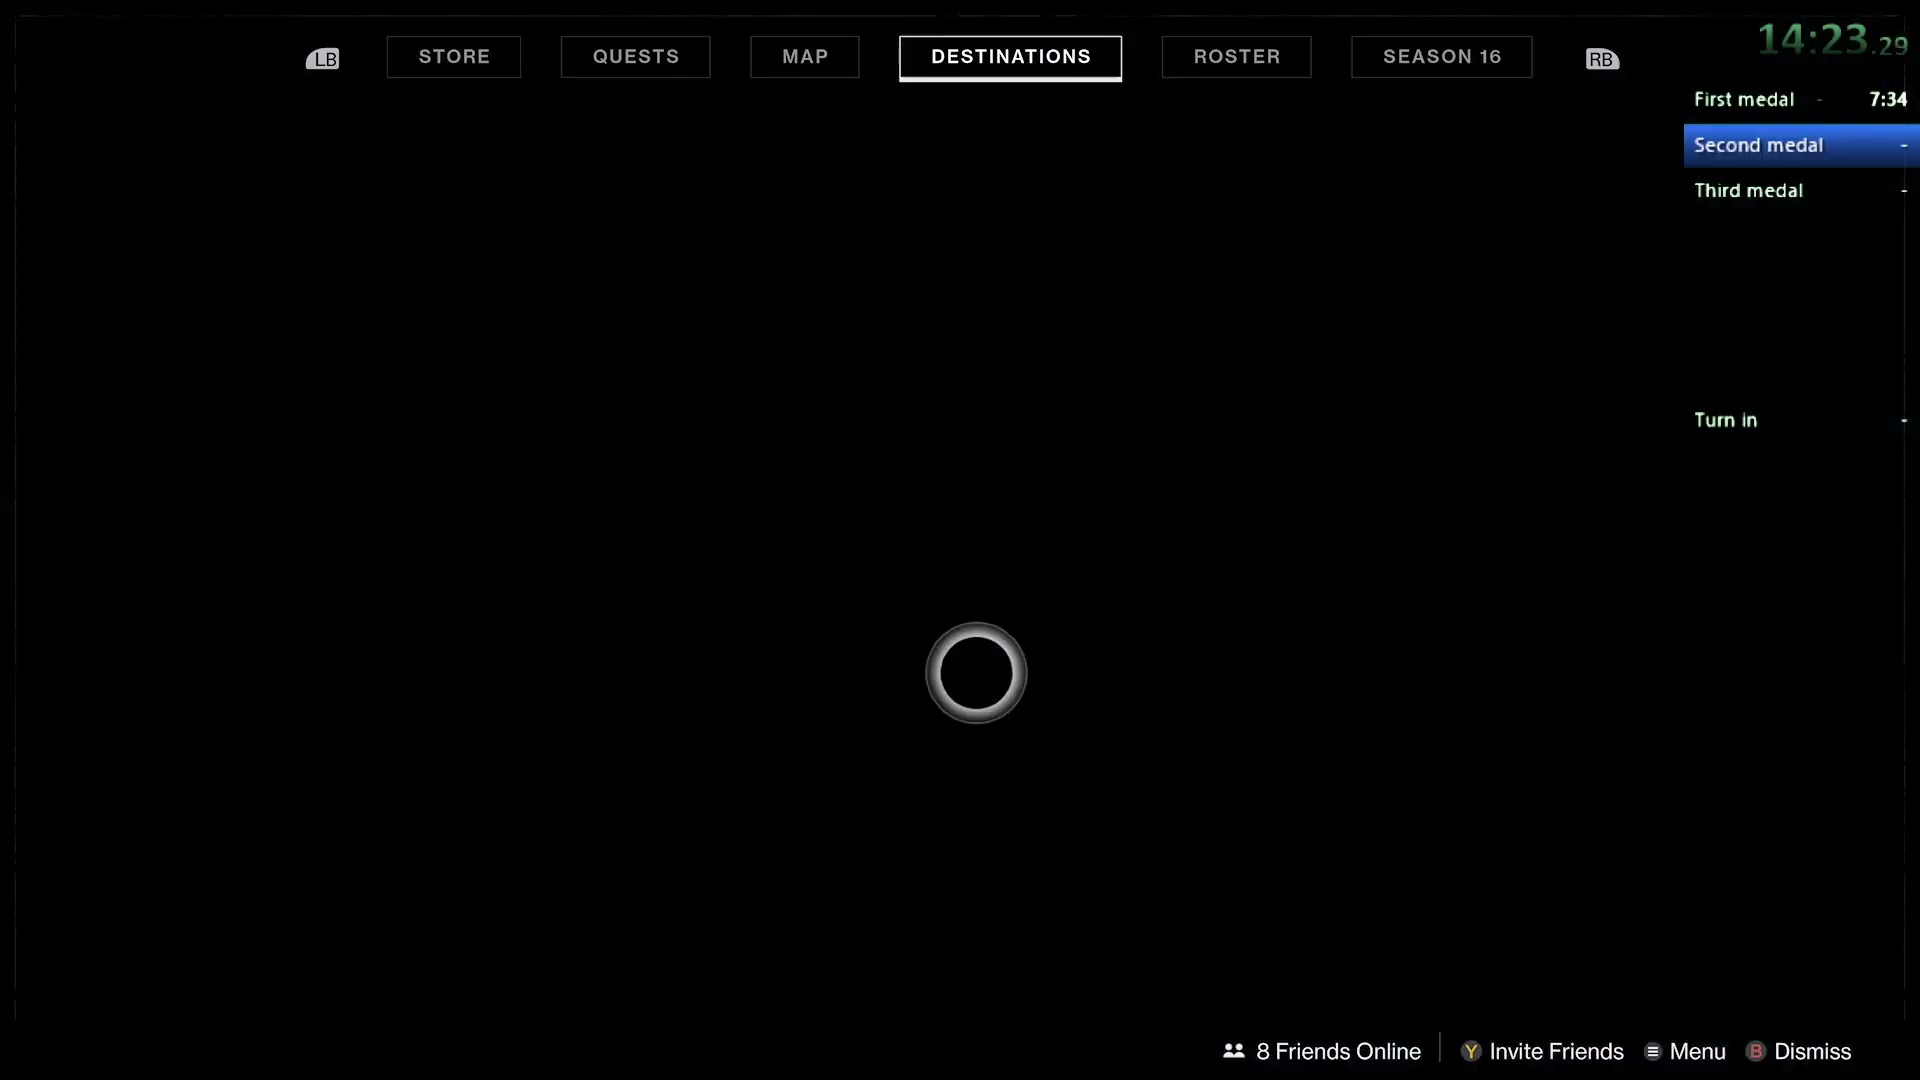 LB STORE QUESTS MAP DESTINATIONS ROSTER SEASON 16 RB
14:23.29
First medal - 7:34
Second medal -
Third medal -
Turn in -
8 Friends Online Y Invite Friends Menu B Dismiss